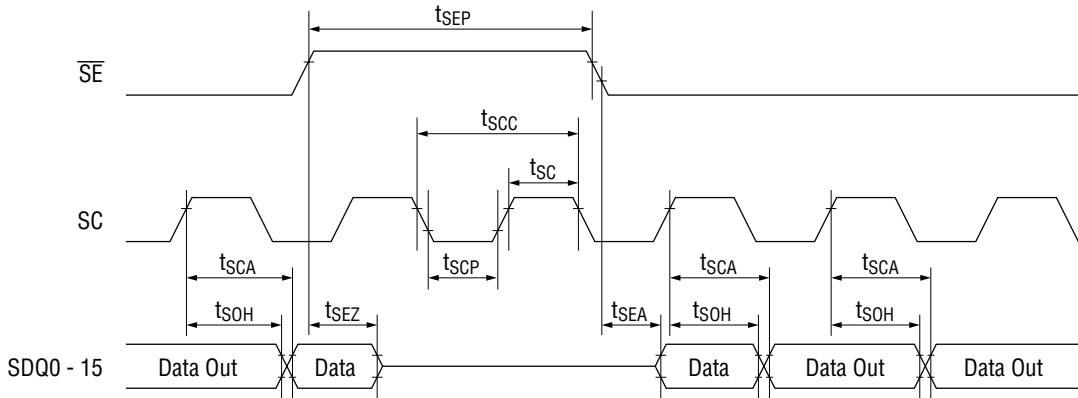 tSEP
SE
tSCC
tSC
SC
tSCA tSCP tSCA tSCA
tSOH tSEZ tSEA tSOH tSOH
SDQ0 - 15 Data Out Data Data Data Out Data Out